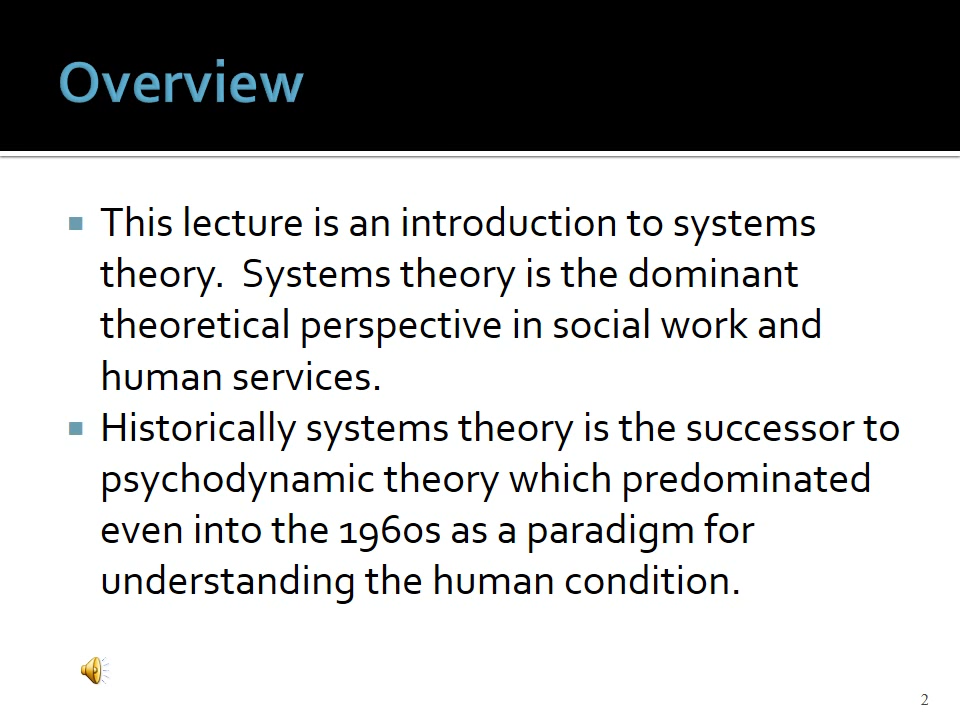 Overview
This lecture is an introduction to systems
theory.  Systems theory is the dominant
theoretical perspective in social work and
human services.
Historically systems theory is the successor to
psychodynamic theory which predominated
even into the 1960s as a paradigm for
understanding the human condition.
2